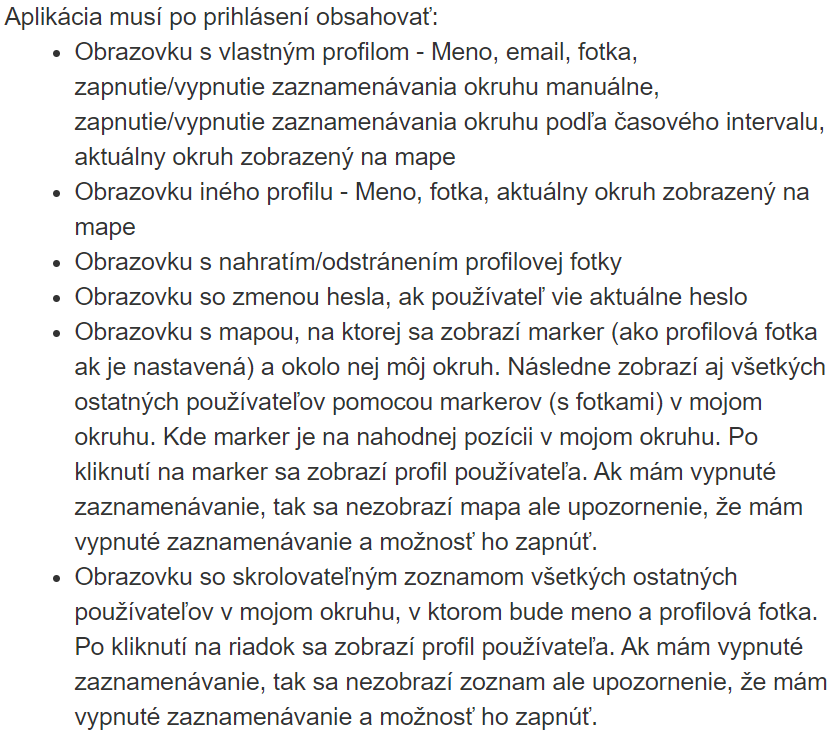 Aplikácia musí po prihlásení obsahovať:
• Obrazovku s vlastným profilom - Meno, email, fotka,
zapnutie/vypnutie zaznamenávania okruhu manuálne,
zapnutie/vypnutie zaznamenávania okruhu podľa časového intervalu,
aktuálny okruh zobrazený na mape
• Obrazovku iného profilu - Meno, fotka, aktuálny okruh zobrazený na
mape
• Obrazovku s nahratím/odstránením profilovej fotky
• Obrazovku so zmenou hesla, ak používateľ vie aktuálne heslo
• Obrazovku s mapou, na ktorej sa zobrazí marker (ako profilová fotka
ak je nastavená) a okolo nej môj okruh. Následne zobrazí aj všetkých
ostatných používateľov pomocou markerov (s fotkami) v mojom
okruhu. Kde marker je na nahodnej pozícii v mojom okruhu. Po
kliknutí na marker sa zobrazí profil používateľa. Ak mám vypnuté
zaznamenávanie, tak sa nezobrazí mapa ale upozornenie, že mám
vypnuté zaznamenávanie a možnosť ho zapnúť.
• Obrazovku so skrolovateľným zoznamom všetkých ostatných
používateľov v mojom okruhu, v ktorom bude meno a profilová fotka.
Po kliknutí na riadok sa zobrazí profil používateľa. Ak mám vypnuté
zaznamenávanie, tak sa nezobrazí zoznam ale upozornenie, že mám
vypnuté zaznamenávanie a možnosť ho zapnúť.